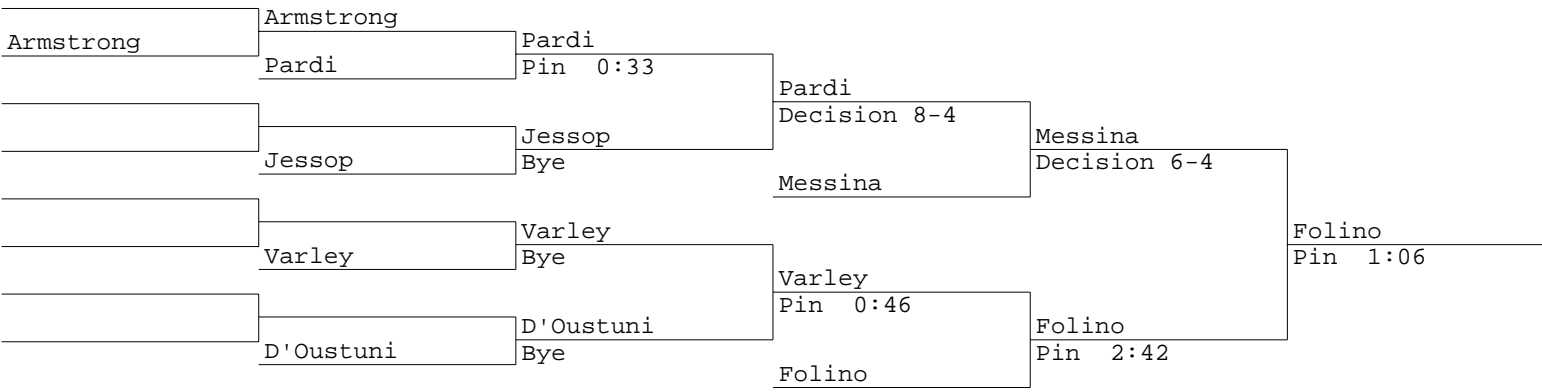 Armstrong
Armstrong
Pardi
Pardi
Pin 0:33
Pardi
Decision 8-4
Jessop
Jessop
Bye
Messina
Messina
Decision 6-4
Varley
Varley
Bye
Varley
Pin 0:46
D'Oustuni
D'Oustuni
Bye
Folino
Folino
Pin 2:42
Folino
Pin 1:06